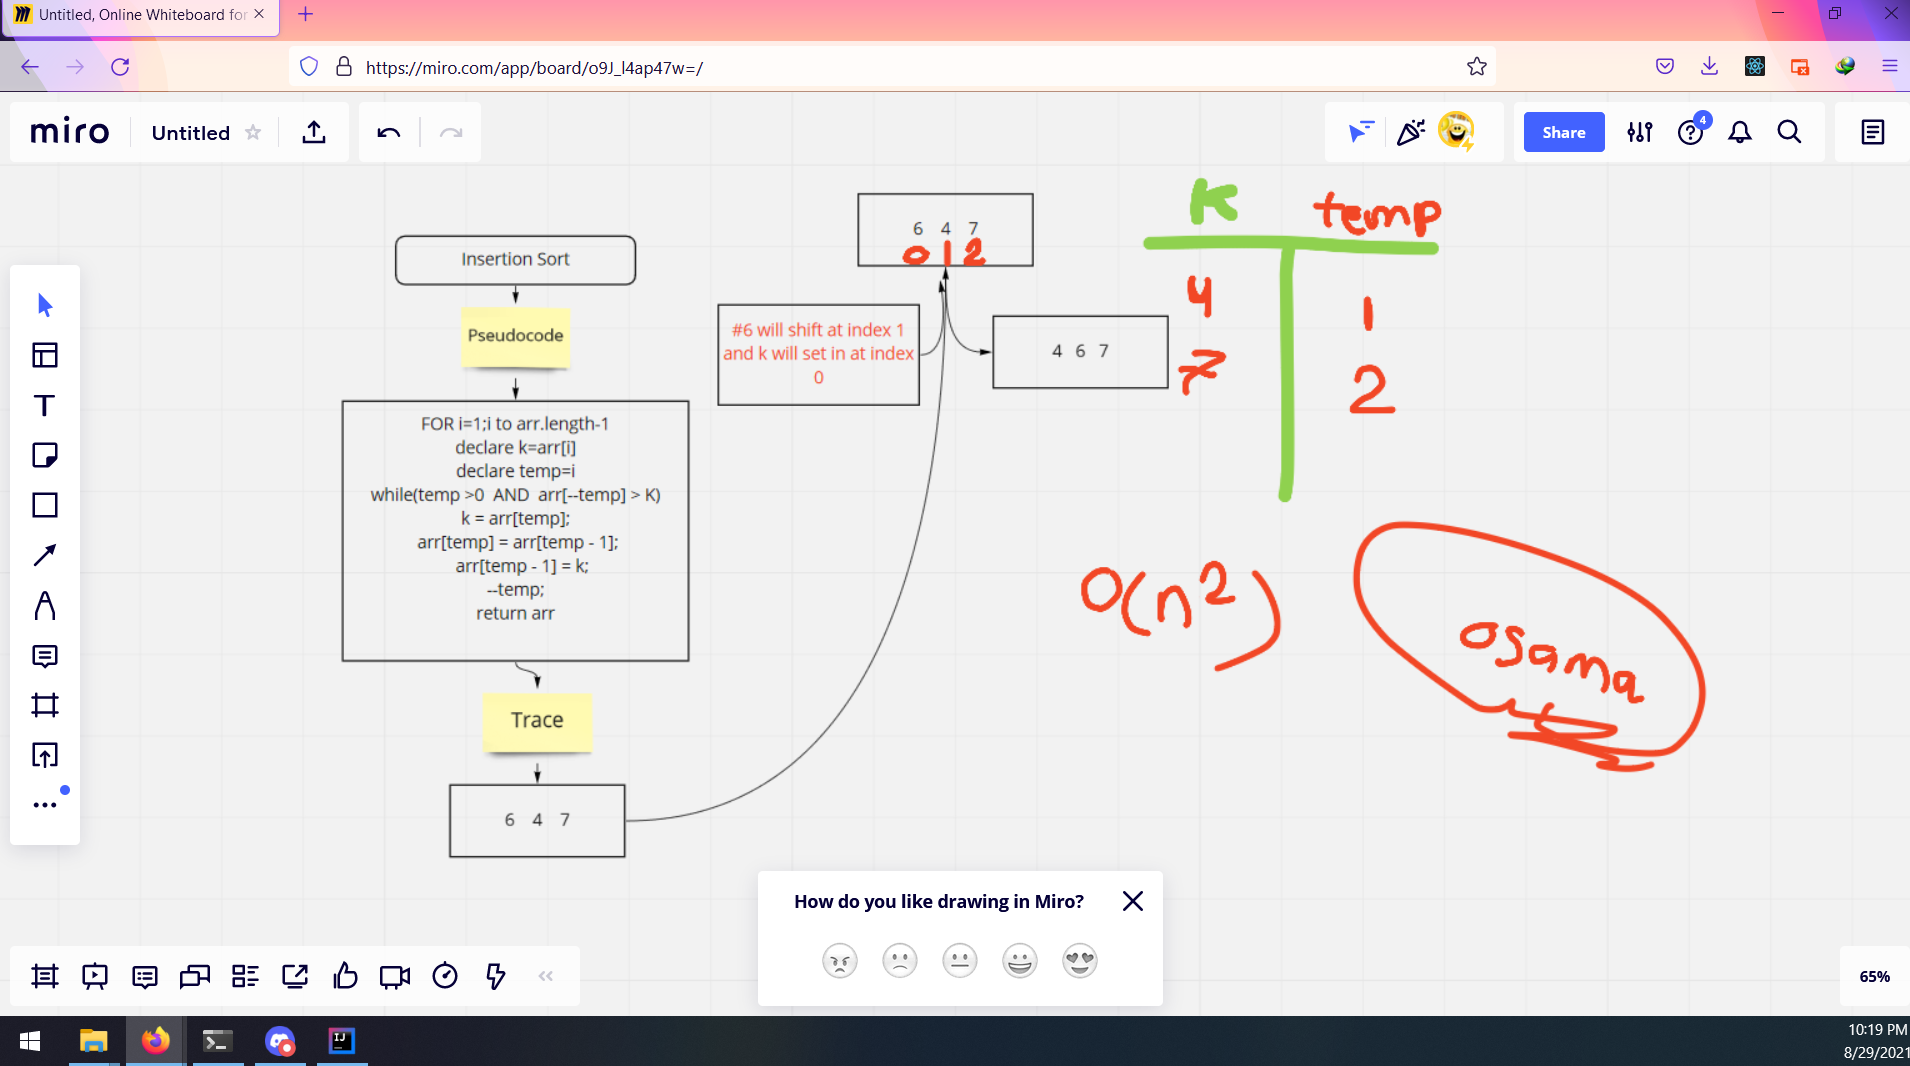 Untitled, Online Whiteboard for
https://miro.com/app/board/o9J_l4ap47w=/
miro
Untitled
Share
4
Insertion Sort
Pseudocode
FOR i=1;i to arr.length-1
declare k=arr[i]
declare temp=i
while(temp >0 AND arr[--temp] > K)
k = arr[temp];
arr[temp] = arr[temp - 1];
arr[temp - 1] = k;
--temp;
return arr
Trace
6 4 7
6 4 7
0 1 2
#6 will shift at index 1
and k will set in at index
0
4 6 7
K temp
4 1
7 2
O(n²)
osama
How do you like drawing in Miro?
65%
IJ
10:19 PM
8/29/2021